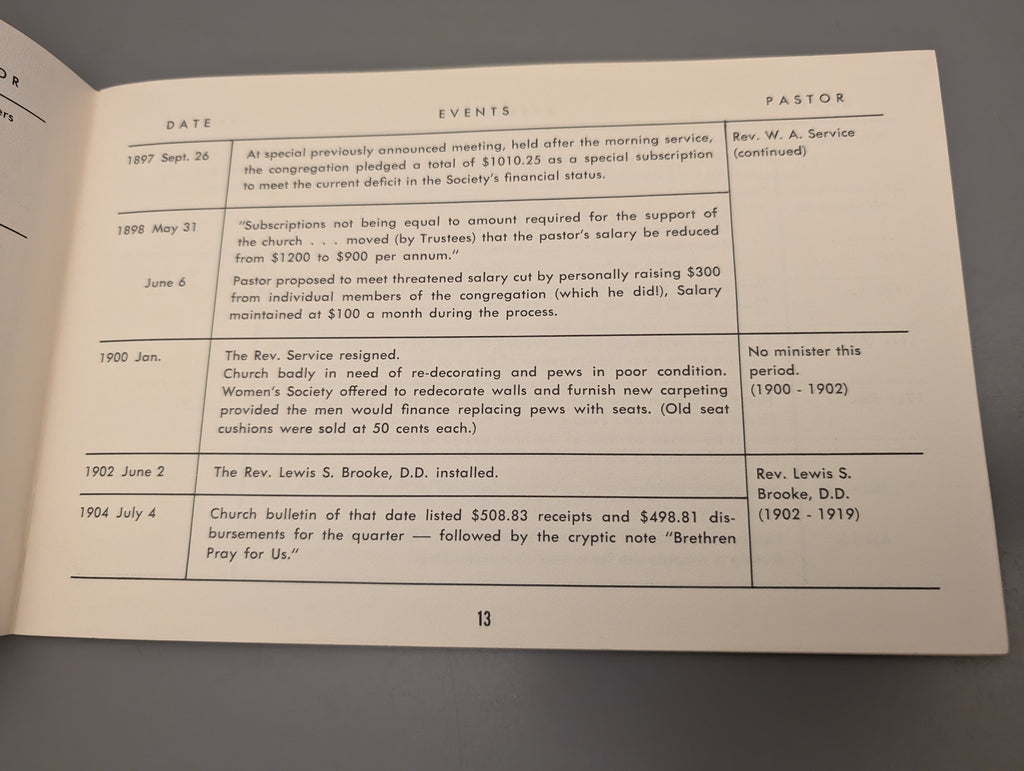 OR
ers
DATE EVENTS PASTOR
1897 Sept. 26
At special previously announced meeting, held after the morning service,
the congregation pledged a total of $1010.25 as a special subscription
to meet the current deficit in the Society's financial status.
Rev. W. A. Service
(continued)
1898 May 31
"Subscriptions not being equal to amount required for the support of
the church . . . moved (by Trustees) that the pastor's salary be reduced
from $1200 to $900 per annum."
June 6
Pastor proposed to meet threatened salary cut by personally raising $300
from individual members of the congregation (which he did!), Salary
maintained at $100 a month during the process.
1900 Jan.
The Rev. Service resigned.
Church badly in need of re-decorating and pews in poor condition.
Women's Society offered to redecorate walls and furnish new carpeting
provided the men would finance replacing pews with seats. (Old seat
cushions were sold at 50 cents each.)
No minister this
period.
(1900 - 1902)
1902 June 2
The Rev. Lewis S. Brooke, D.D. installed.
Rev. Lewis S.
Brooke, D.D.
(1902 - 1919)
1904 July 4
Church bulletin of that date listed $508.83 receipts and $498.81 dis-
bursements for the quarter — followed by the cryptic note "Brethren
Pray for Us."
13